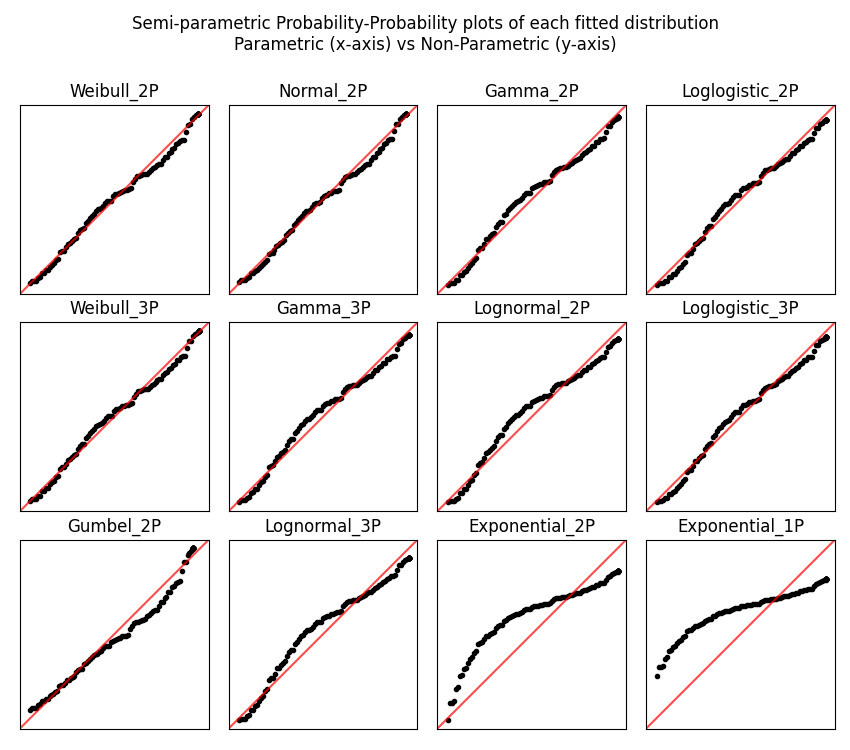 Semi-parametric Probability-Probability plots of each fitted distribution
Parametric (x-axis) vs Non-Parametric (y-axis)
Weibull_2P
Normal_2P
Gamma_2P
Loglogistic_2P
Weibull_3P
Gamma_3P
Lognormal_2P
Loglogistic_3P
Gumbel_2P
Lognormal_3P
Exponential_2P
Exponential_1P